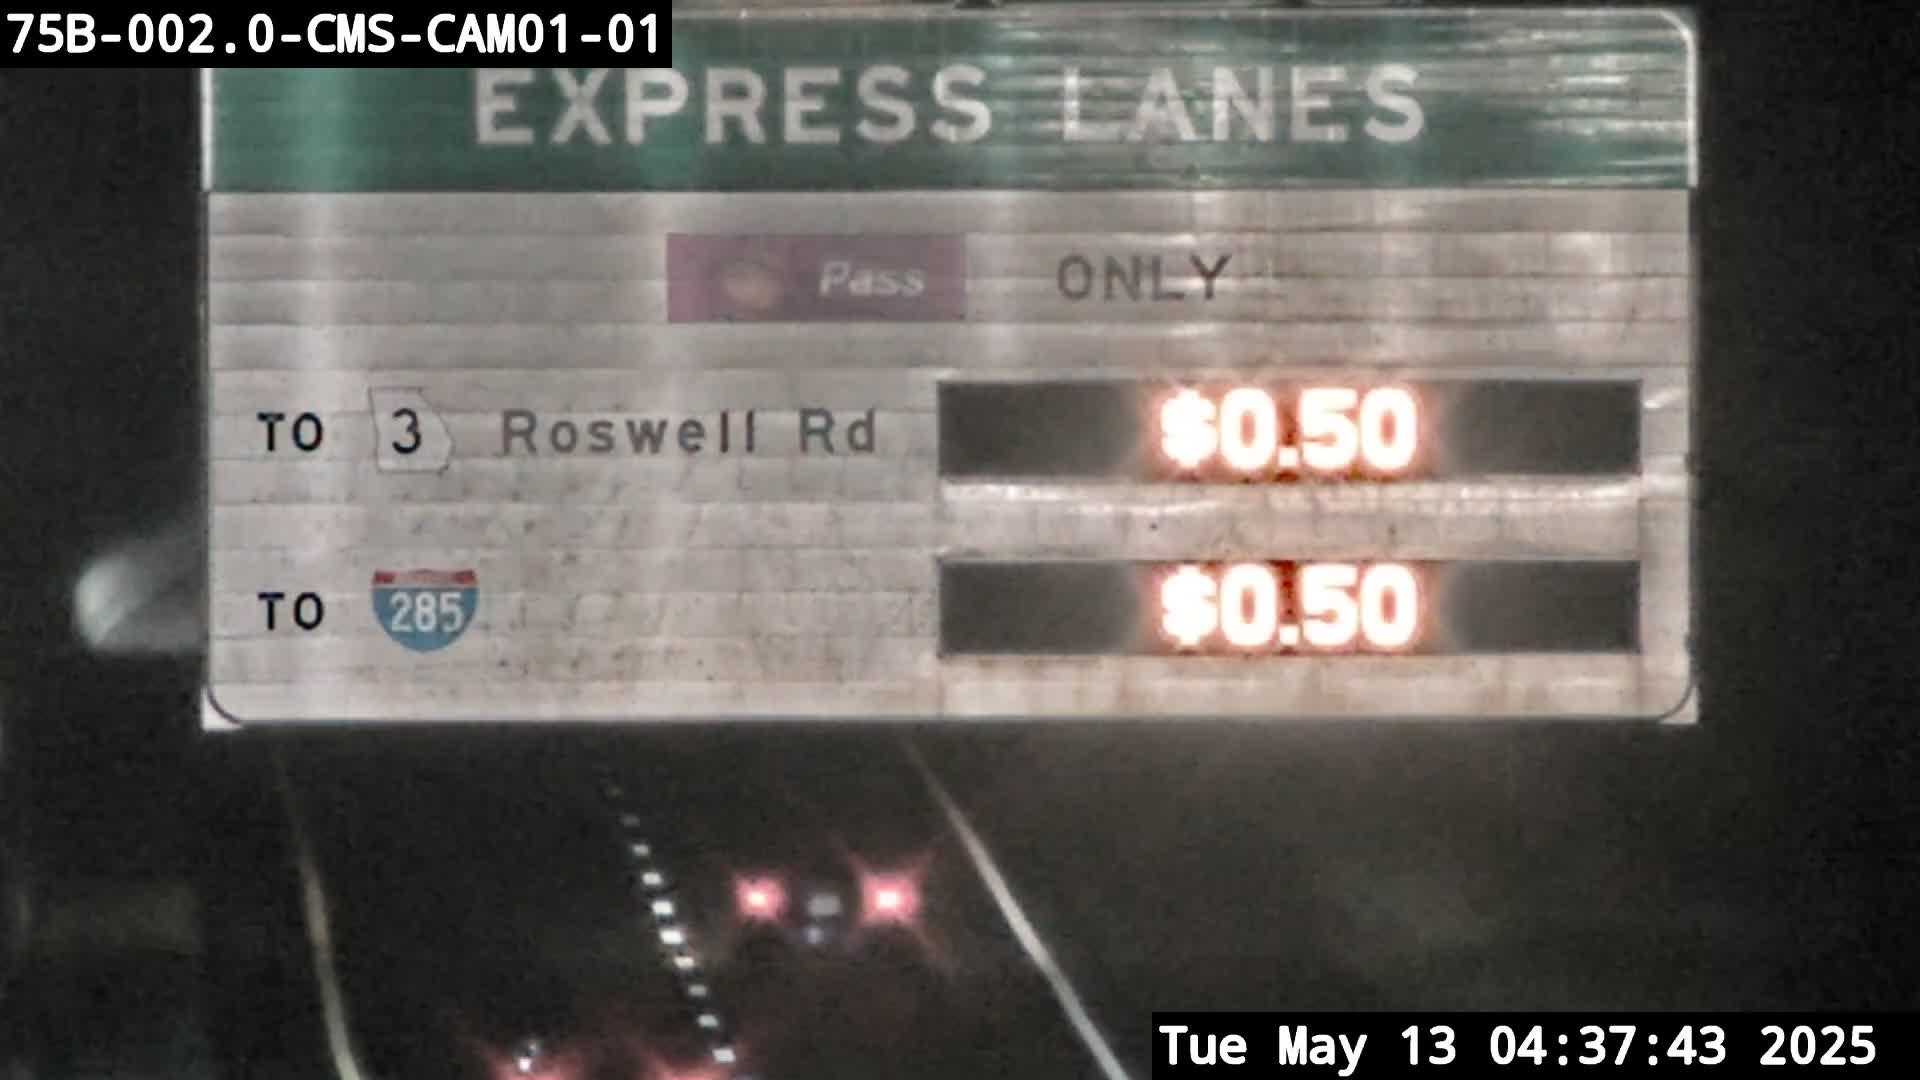 75B-002.0-CMS-CAM01-01
EXPRESS LANES
Pass ONLY
TO 3 Roswell Rd $0.50
TO 285 $0.50
Tue May 13 04:37:43 2025